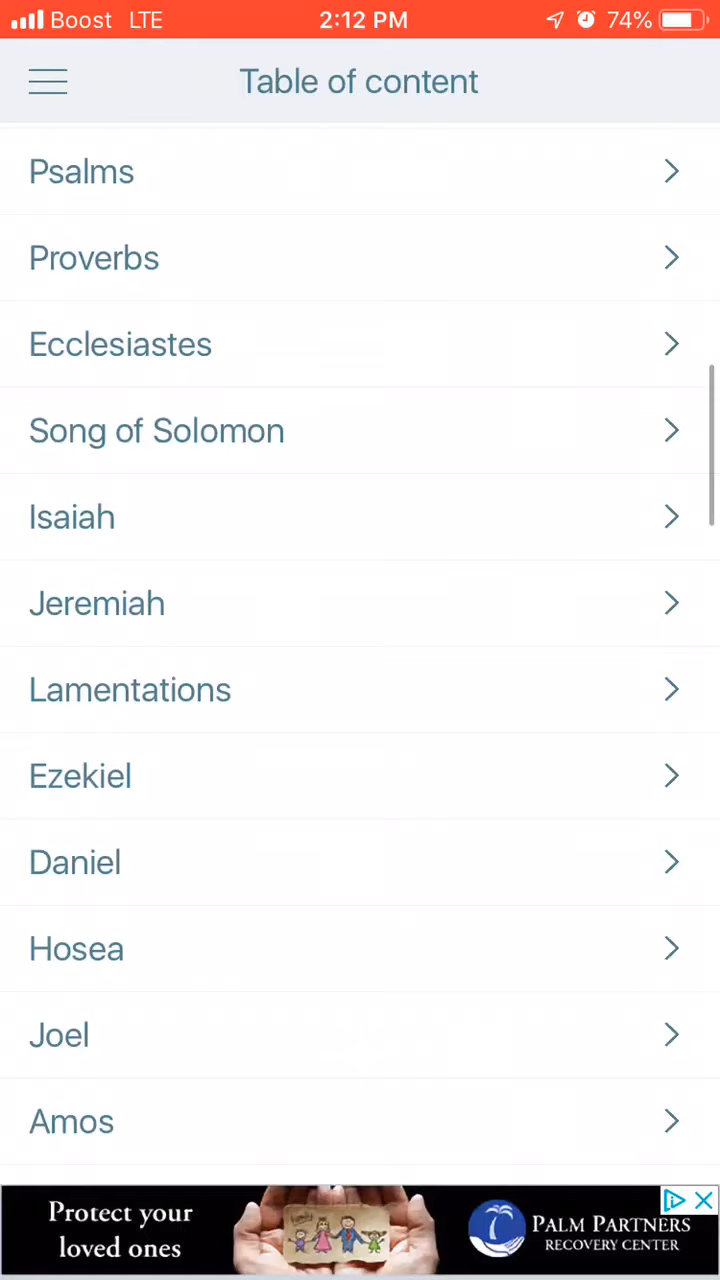 Boost LTE 2:12 PM 74%
Table of content
Psalms
Proverbs
Ecclesiastes
Song of Solomon
Isaiah
Jeremiah
Lamentations
Ezekiel
Daniel
Hosea
Joel
Amos
Protect your
loved ones
PALM PARTNERS
RECOVERY CENTER